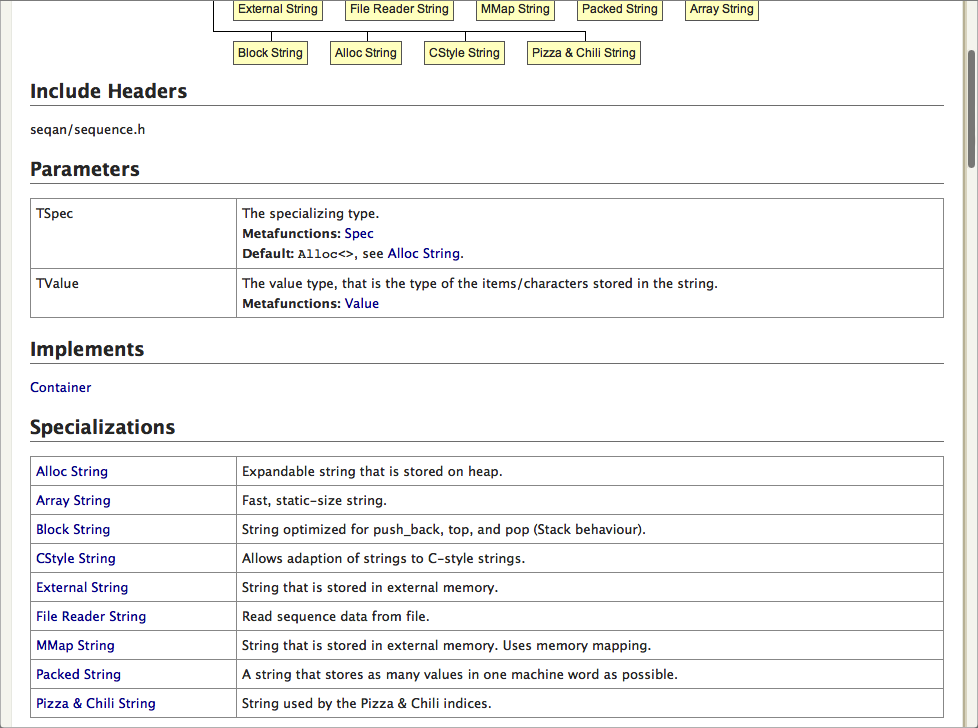 External String File Reader String MMap String Packed String Array String
Block String Alloc String CStyle String Pizza & Chili String
Include Headers
seqan/sequence.h
Parameters
TSpec The specializing type.
Metafunctions: Spec
Default: Alloc<>, see Alloc String.
TValue The value type, that is the type of the items/characters stored in the string.
Metafunctions: Value
Implements
Container
Specializations
Alloc String Expandable string that is stored on heap.
Array String Fast, static-size string.
Block String String optimized for push_back, top, and pop (Stack behaviour).
CStyle String Allows adaption of strings to C-style strings.
External String String that is stored in external memory.
File Reader String Read sequence data from file.
MMap String String that is stored in external memory. Uses memory mapping.
Packed String A string that stores as many values in one machine word as possible.
Pizza & Chili String String used by the Pizza & Chili indices.